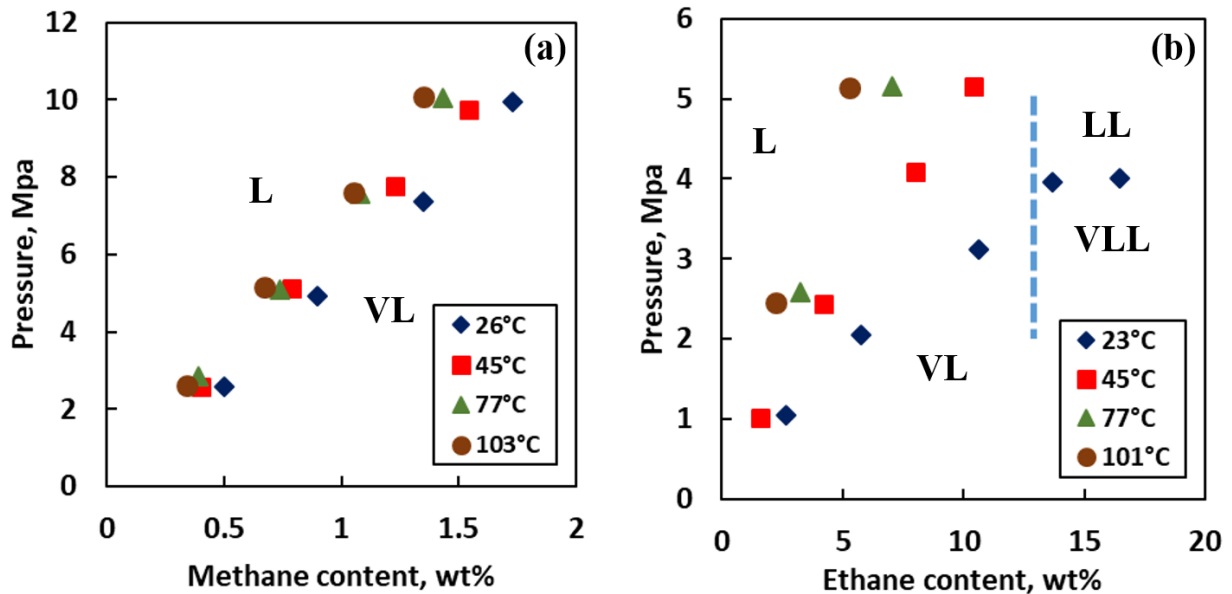 (a)
Pressure, Mpa
12
10
8
6
4
2
0
L
VL
26°C
45°C
77°C
103°C
0 0.5 1 1.5 2
Methane content, wt%
(b)
Pressure, Mpa
6
5
4
3
2
1
0
L
LL
VLL
VL
23°C
45°C
77°C
101°C
0 5 10 15 20
Ethane content, wt%